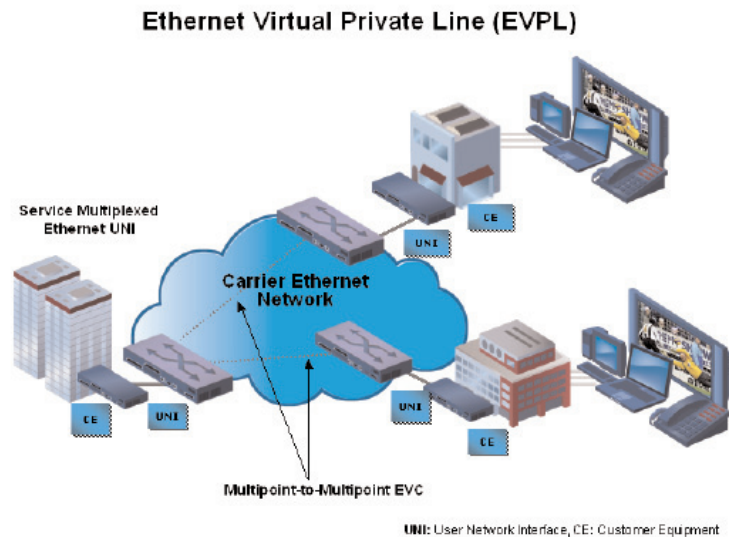 Ethernet Virtual Private Line (EVPL)
Service Multiplexed
Ethernet UNI
UNI
CE
Carrier Ethernet
Network
CE
UNI
UNI
CE
Multipoint-to-Multipoint EVC
UNI: User Network Interface, CE: Customer Equipment